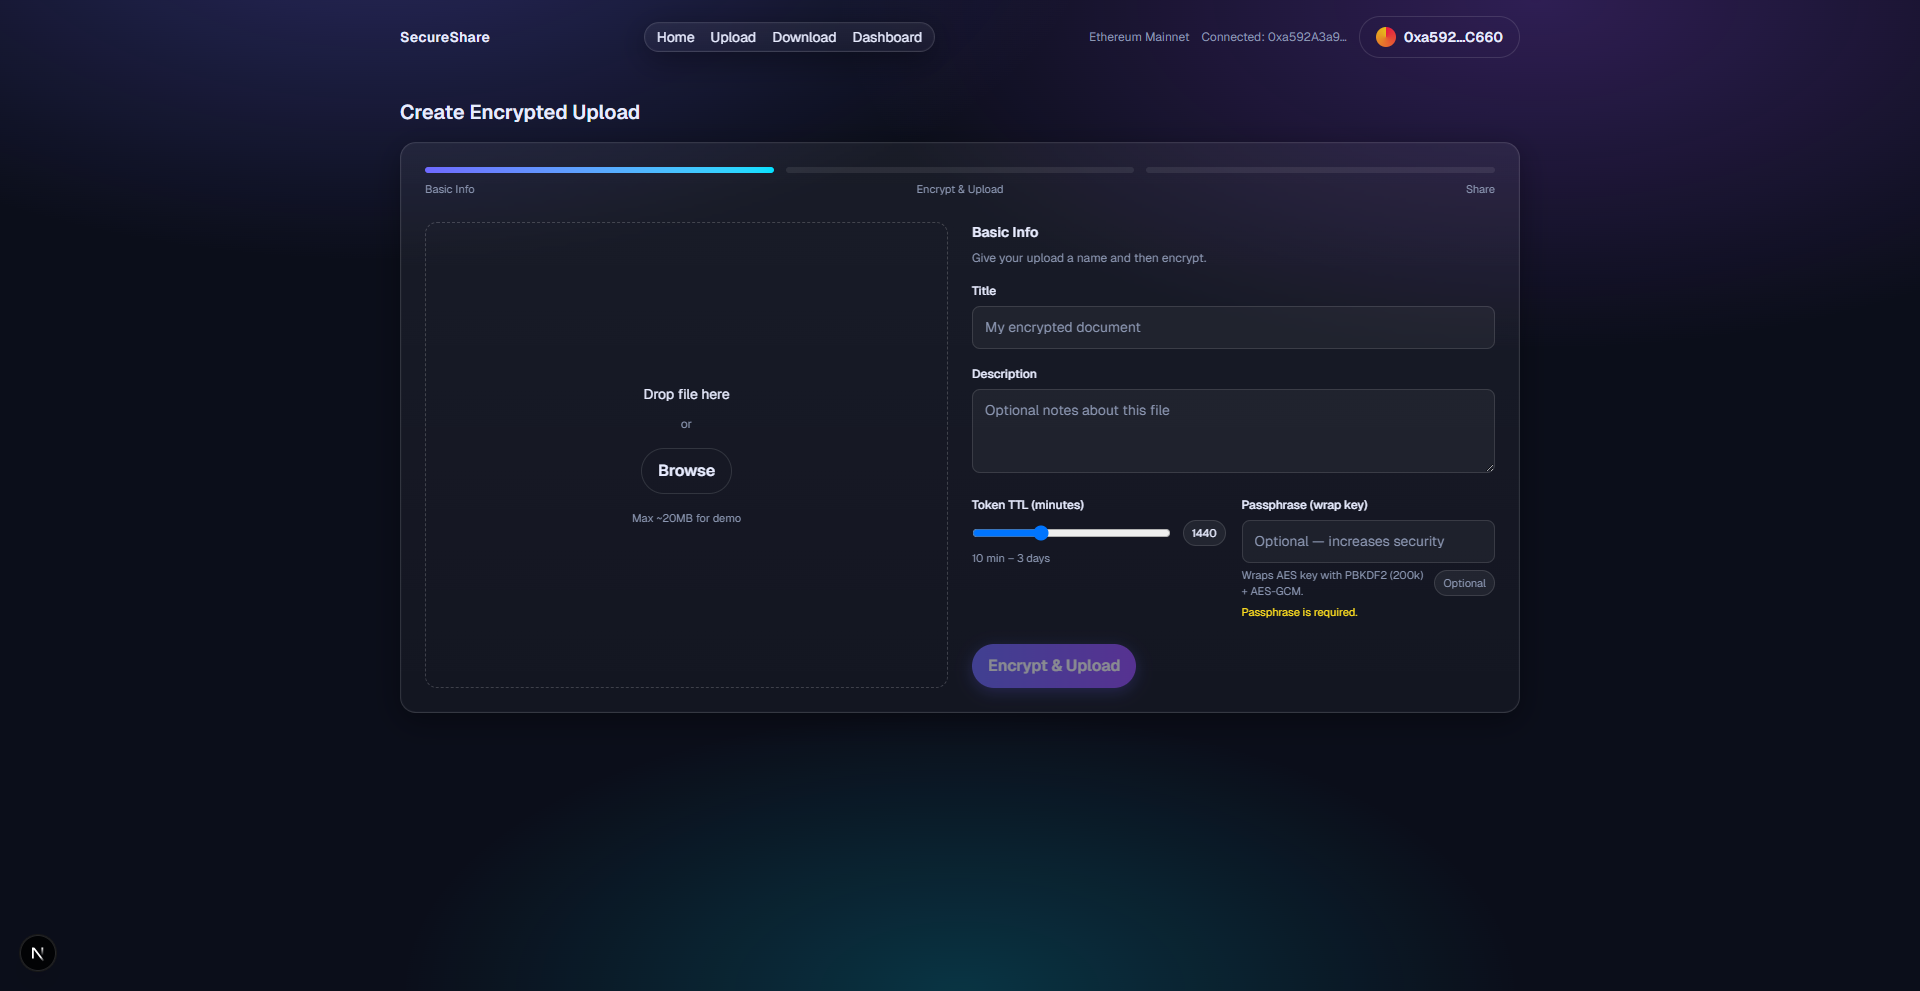 SecureShare
Home Upload Download Dashboard
Ethereum Mainnet Connected: 0xa592A3a9... 0xa592...C660
Create Encrypted Upload
Basic Info Encrypt & Upload Share
Drop file here
or
Browse
Max ~20MB for demo
Basic Info
Give your upload a name and then encrypt.
Title
My encrypted document
Description
Optional notes about this file
Token TTL (minutes)
1440
10 min – 3 days
Passphrase (wrap key)
Optional — increases security
Wraps AES key with PBKDF2 (200k)
+ AES-GCM.
Optional
Passphrase is required.
Encrypt & Upload
N